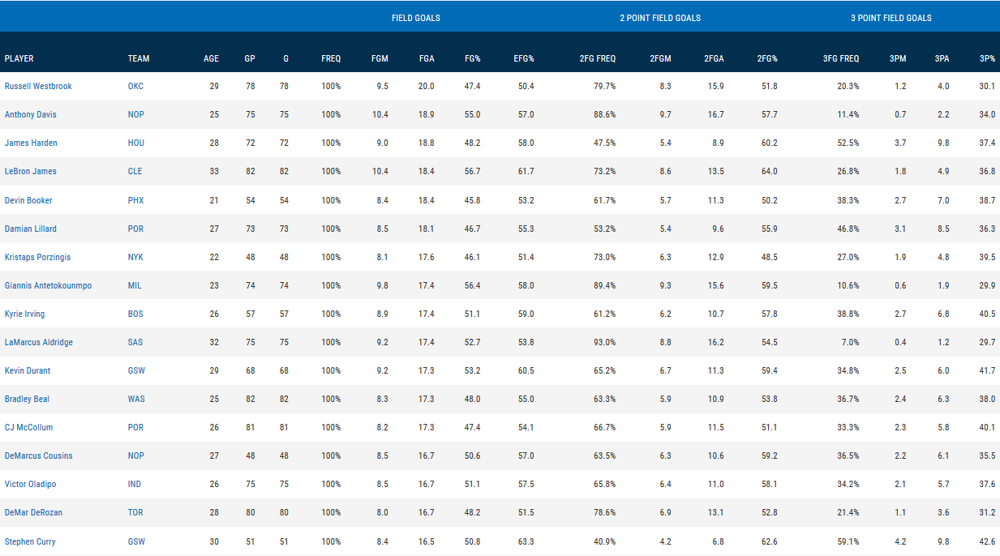 FIELD GOALS 2 POINT FIELD GOALS 3 POINT FIELD GOALS
PLAYER TEAM AGE GP G FREQ FGM FGA FG% EFG% 2FG FREQ 2FGM 2FGA 2FG% 3FG FREQ 3PM 3PA 3P%
Russell Westbrook OKC 29 78 78 100% 9.5 20.0 47.4 50.4 79.7% 8.3 15.9 51.8 20.3% 1.2 4.0 30.1
Anthony Davis NOP 25 75 75 100% 10.4 18.9 55.0 57.0 88.6% 9.7 16.7 57.7 11.4% 0.7 2.2 34.0
James Harden HOU 28 72 72 100% 9.0 18.8 48.2 58.0 47.5% 5.4 8.9 60.2 52.5% 3.7 9.8 37.4
LeBron James CLE 33 82 82 100% 10.4 18.4 56.7 61.7 73.2% 8.6 13.5 64.0 26.8% 1.8 4.9 36.8
Devin Booker PHX 21 54 54 100% 8.4 18.4 45.8 53.2 61.7% 5.7 11.3 50.2 38.3% 2.7 7.0 38.7
Damian Lillard POR 27 73 73 100% 8.5 18.1 46.7 55.3 53.2% 5.4 9.6 55.9 46.8% 3.1 8.5 36.3
Kristaps Porzingis NYK 22 48 48 100% 8.1 17.6 46.1 51.4 73.0% 6.3 12.9 48.5 27.0% 1.9 4.8 39.5
Giannis Antetokounmpo MIL 23 74 74 100% 9.8 17.4 56.4 58.0 89.4% 9.3 15.6 59.5 10.6% 0.6 1.9 29.9
Kyrie Irving BOS 26 57 57 100% 8.9 17.4 51.1 59.0 61.2% 6.2 10.7 57.8 38.8% 2.7 6.8 40.5
LaMarcus Aldridge SAS 32 75 75 100% 9.2 17.4 52.7 53.8 93.0% 8.8 16.2 54.5 7.0% 0.4 1.2 29.7
Kevin Durant GSW 29 68 68 100% 9.2 17.3 53.2 60.5 65.2% 6.7 11.3 59.4 34.8% 2.5 6.0 41.7
Bradley Beal WAS 25 82 82 100% 8.3 17.3 48.0 55.0 63.3% 5.9 10.9 53.8 36.7% 2.4 6.3 38.0
CJ McCollum POR 26 81 81 100% 8.2 17.3 47.4 54.1 66.7% 5.9 11.5 51.1 33.3% 2.3 5.8 40.1
DeMarcus Cousins NOP 27 48 48 100% 8.5 16.7 50.6 57.0 63.5% 6.3 10.6 59.2 36.5% 2.2 6.1 35.5
Victor Oladipo IND 26 75 75 100% 8.5 16.7 51.1 57.5 65.8% 6.4 11.0 58.1 34.2% 2.1 5.7 37.6
DeMar DeRozan TOR 28 80 80 100% 8.0 16.7 48.2 51.5 78.6% 6.9 13.1 52.8 21.4% 1.1 3.6 31.2
Stephen Curry GSW 30 51 51 100% 8.4 16.5 50.8 63.3 40.9% 4.2 6.8 62.6 59.1% 4.2 9.8 42.6